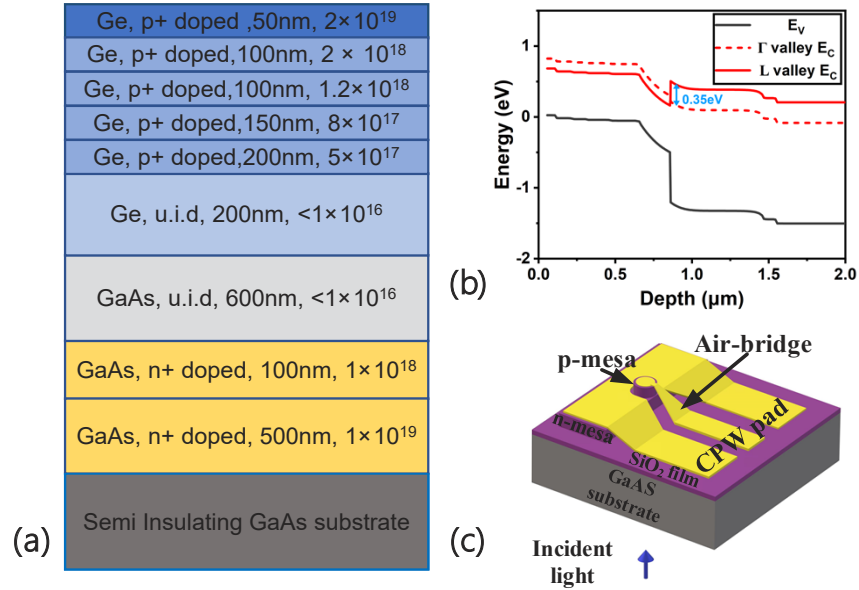 Ge, p+ doped ,50nm, 2×10¹⁹
Ge, p+ doped,100nm, 2 × 10¹⁸
Ge, p+ doped,100nm, 1.2×10¹⁸
Ge, p+ doped,150nm, 8×10¹⁷
Ge, p+ doped,200nm, 5×10¹⁷
Ge, u.i.d, 200nm, <1×10¹⁶
GaAs, u.i.d, 600nm, <1×10¹⁶
GaAs, n+ doped, 100nm, 1×10¹⁸
GaAs, n+ doped, 500nm, 1×10¹⁹
Semi Insulating GaAs substrate
(a)
E_V
Γ valley E_C
L valley E_C
0.35eV
1
0
-1
-2
Energy (eV)
0.0
0.5
1.0
1.5
2.0
Depth (μm)
(b)
Air-bridge
p-mesa
n-mesa
CPW pad
SiO₂ film
GaAS
substrate
(c)
Incident
light